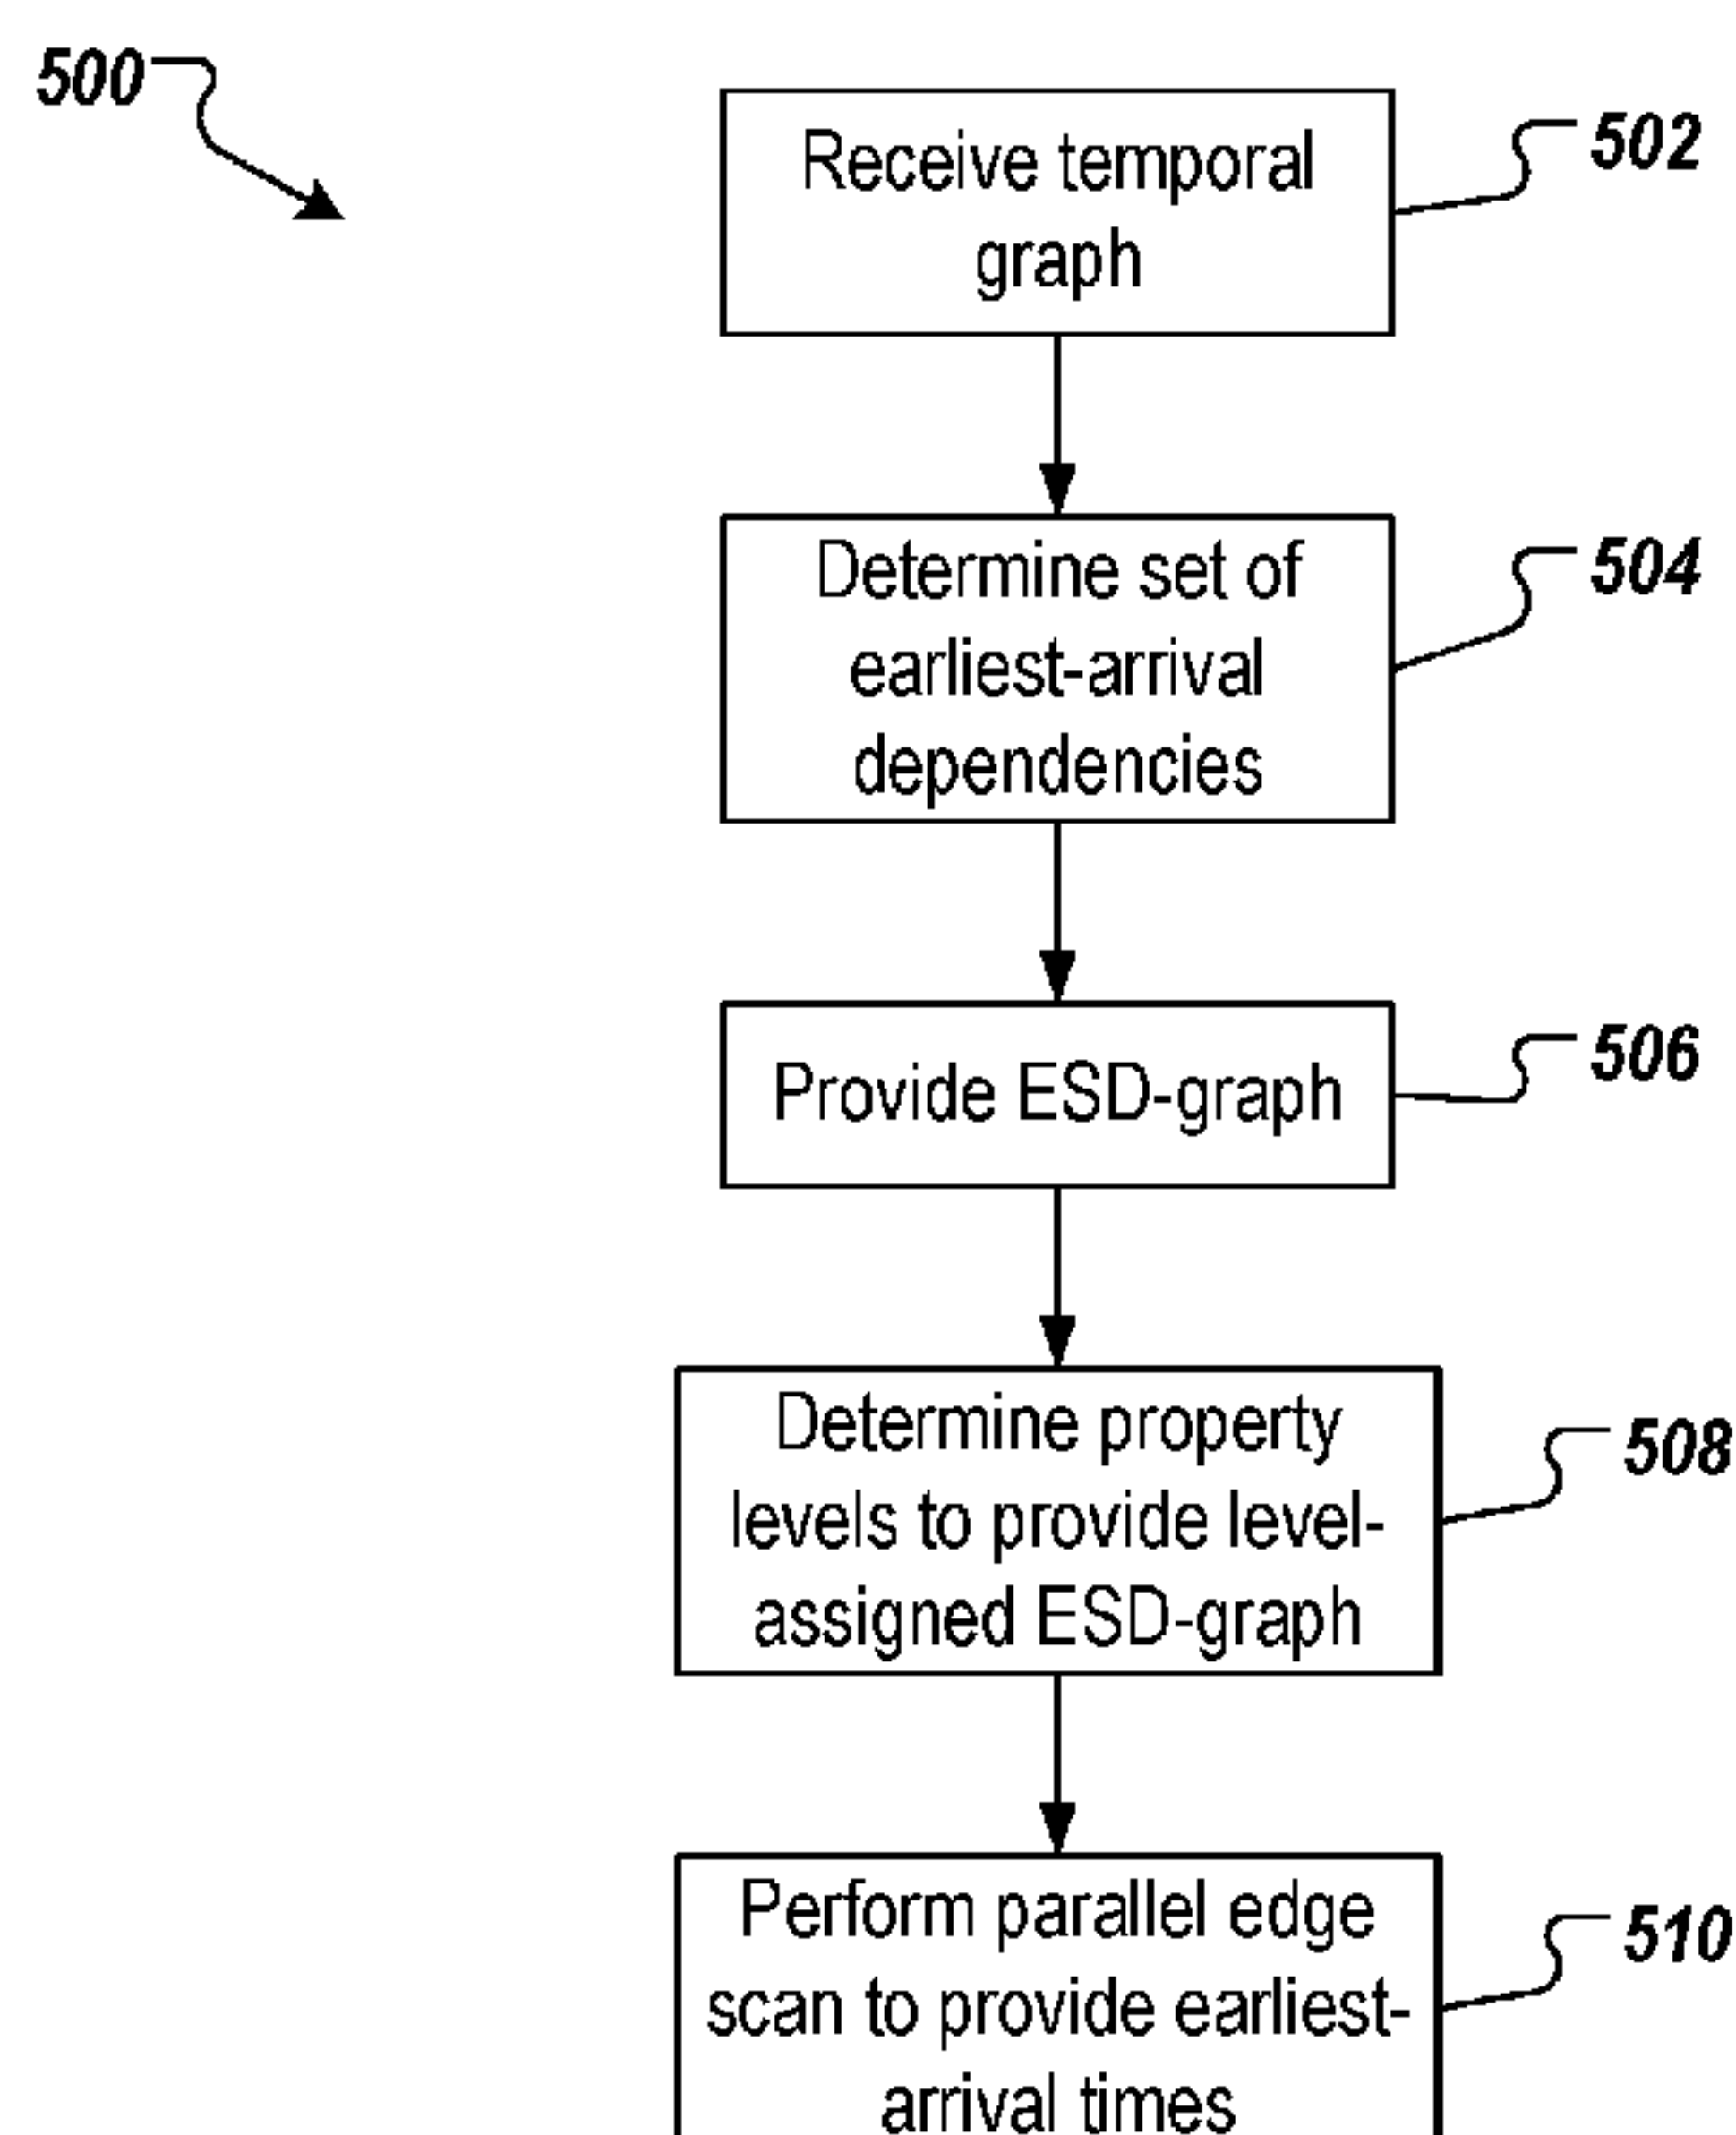 500
Receive temporal
graph
502
Determine set of
earliest-arrival
dependencies
504
Provide ESD-graph
506
Determine property
levels to provide level-
assigned ESD-graph
508
Perform parallel edge
scan to provide earliest-
arrival times
510